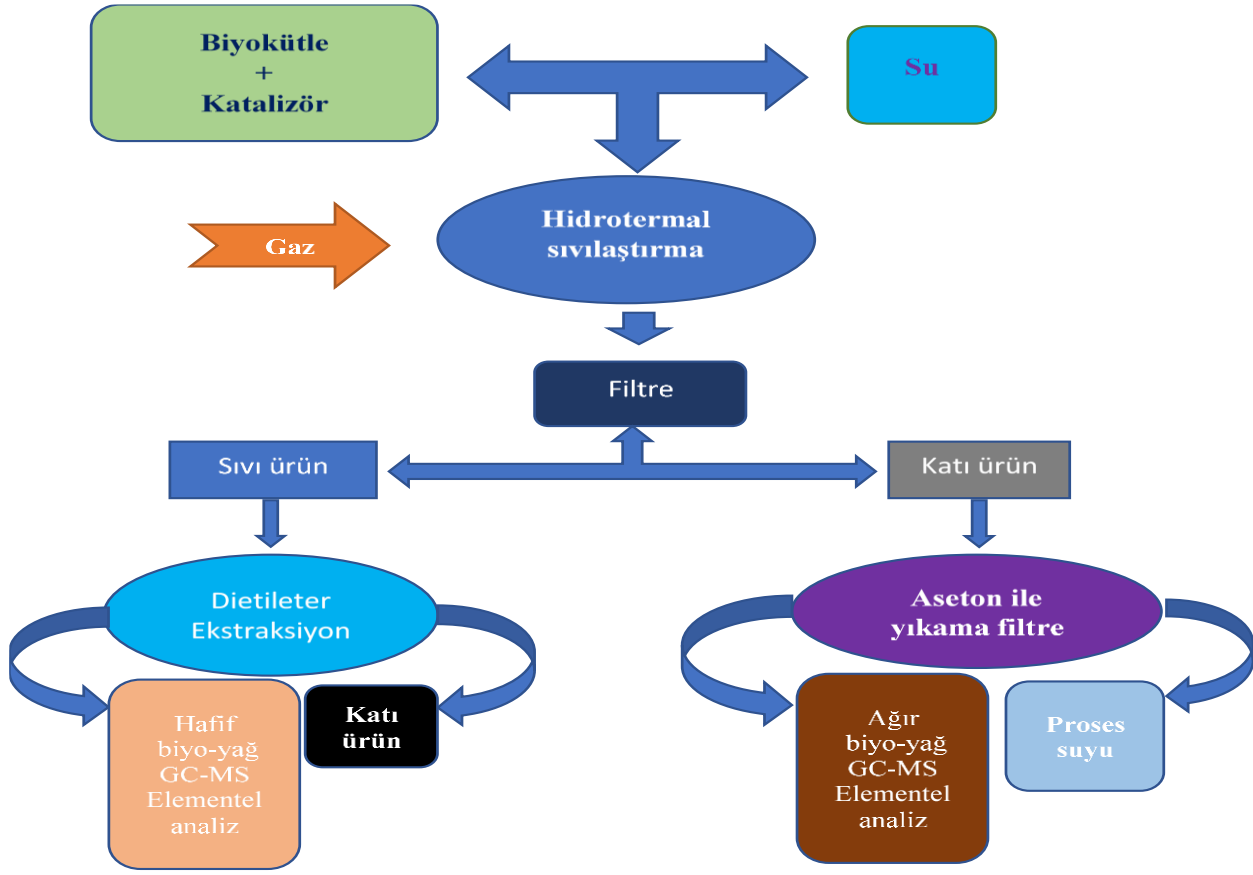 Biyokütle
+
Katalizör
Su
Hidrotermal
sıvılaştırma
Gaz
Filtre
Sıvı ürün
Katı ürün
Dietileter
Ekstraksiyon
Aseton ile
yıkama filtre
Hafif
biyo-yağ
GC-MS
Elementel
analiz
Katı
ürün
Ağır
biyo-yağ
GC-MS
Elementel
analiz
Proses
suyu